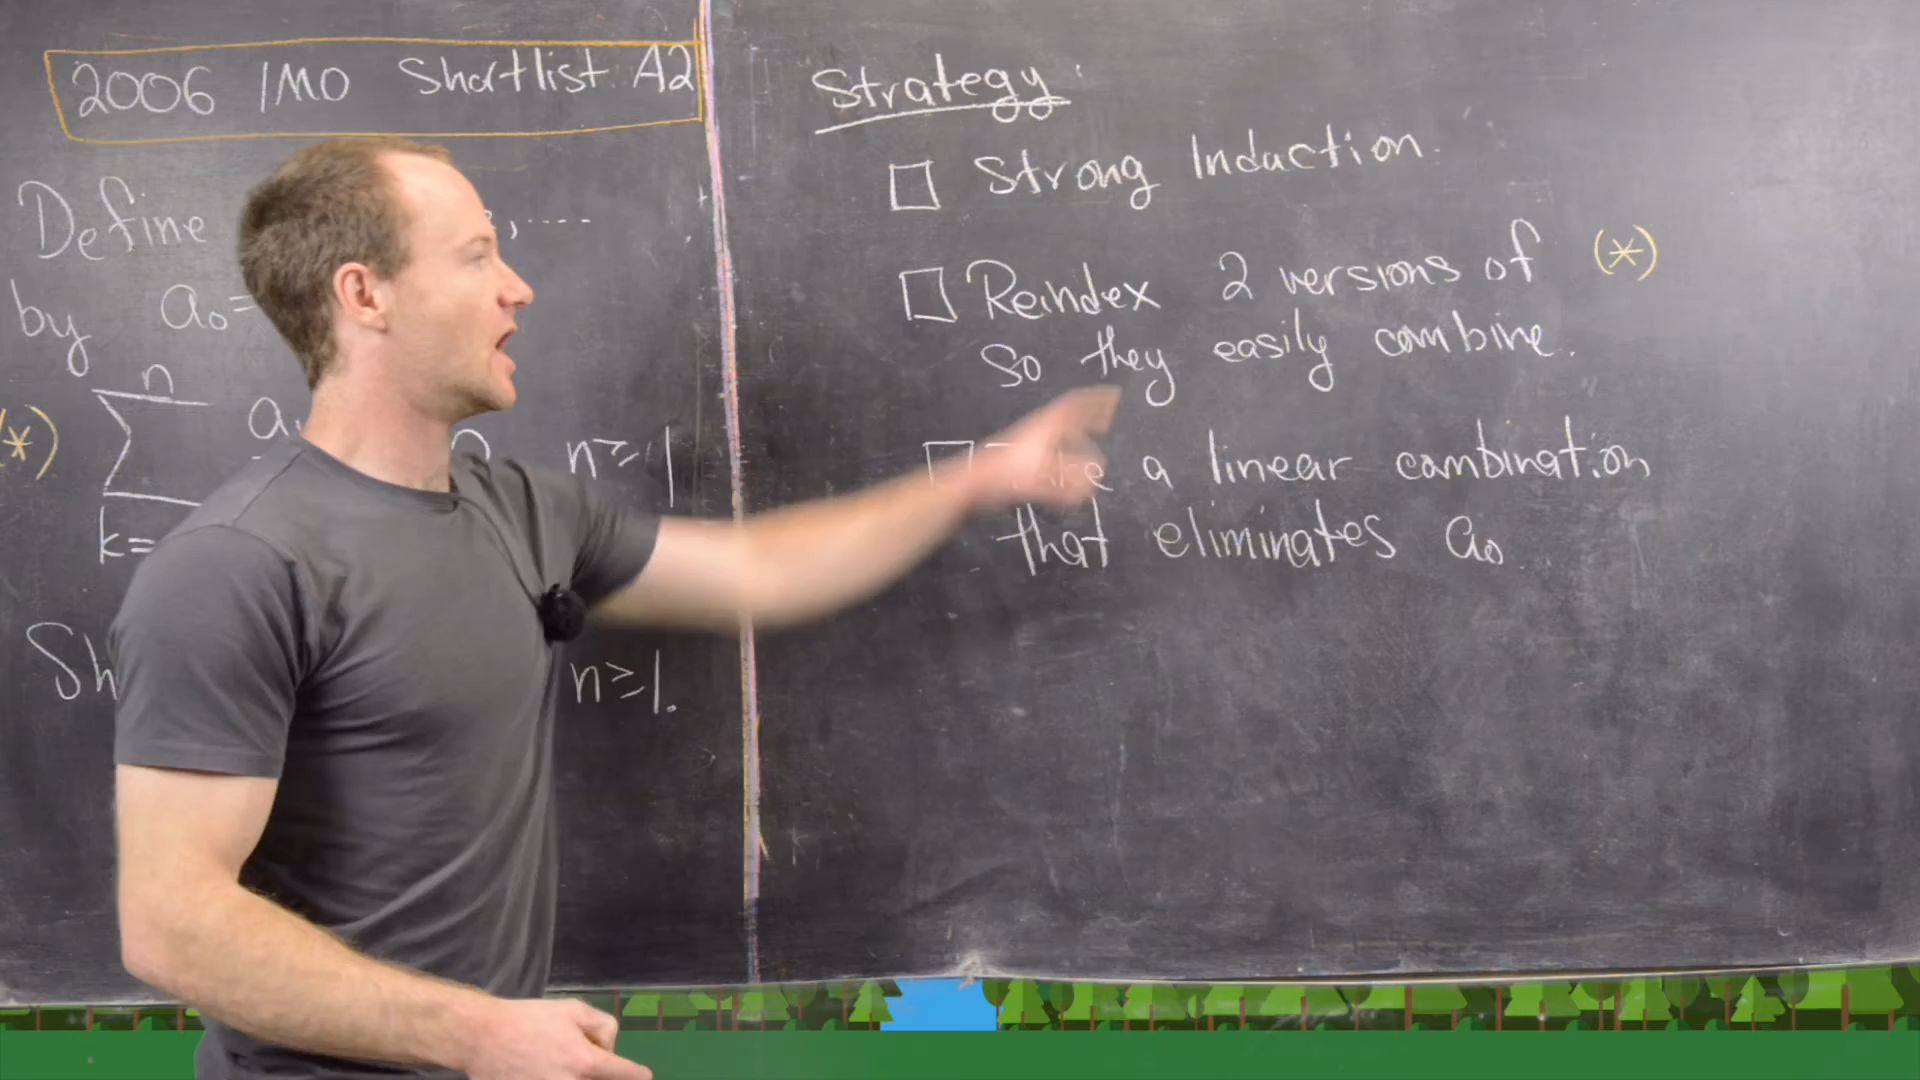 2006 IMO Shortlist A2
Define , ....
by a₀=
n
(*) Σ a n≥1
k=
Sh n≥1.
Strategy:
□ Strong Induction.
□ Reindex 2 versions of (*)
So they easily combine.
□ a linear combination
that eliminates a₀.